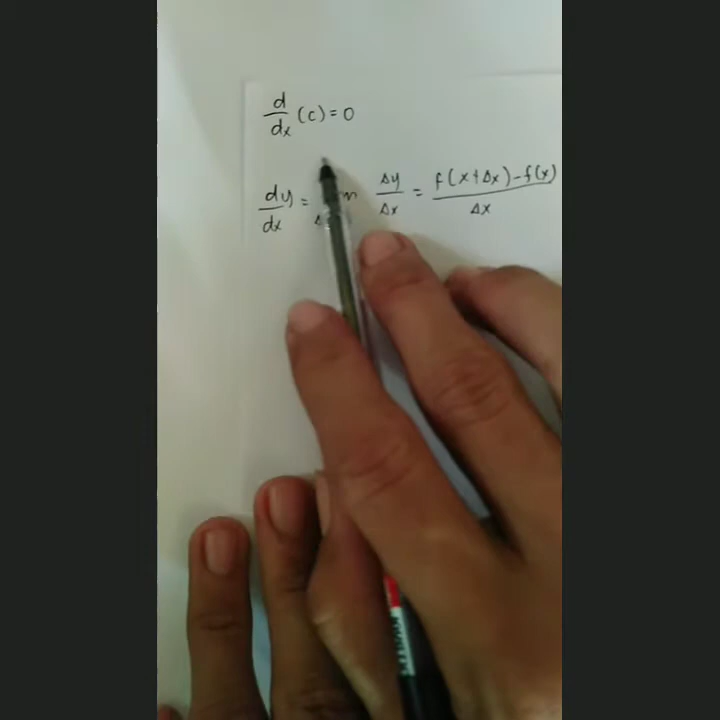 d/dx (c) = 0
dy/dx = Δy/Δx = f(x+Δx)-f(x)/Δx